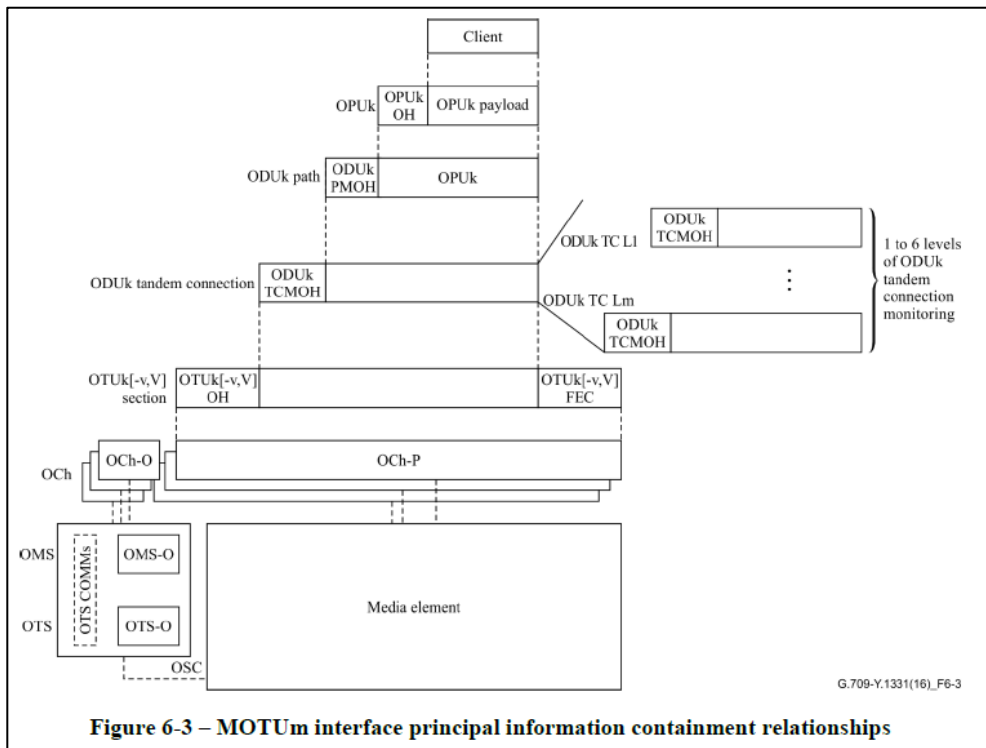 Client
OPUk
OPUk
OH
OPUk payload
ODUk path
ODUk
PMOH
OPUk
ODUk TC L1
ODUk
TCMOH
1 to 6 levels
of ODUk
tandem
connection
monitoring
⋮
ODUk tandem connection
ODUk
TCMOH
ODUk TC Lm
ODUk
TCMOH
OTUk[-v,V]
section
OTUk[-v,V]
OH
OTUk[-v,V]
FEC
OCh
OCh-O
OCh-P
OMS
OTS COMMs
OMS-O
Media element
OTS
OTS-O
OSC
G.709-Y.1331(16)_F6-3
Figure 6-3 – MOTUm interface principal information containment relationships